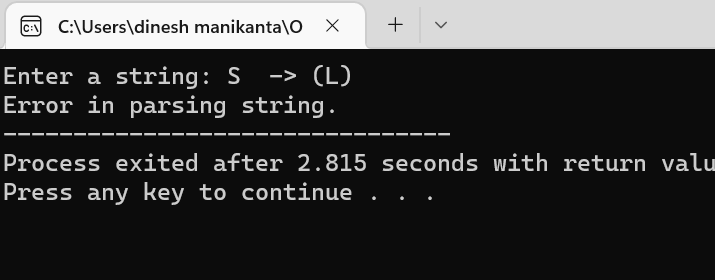 C:\Users\dinesh manikanta\O
Enter a string: S  -> (L)
Error in parsing string.
--------------------------------
Process exited after 2.815 seconds with return valu
Press any key to continue . . .